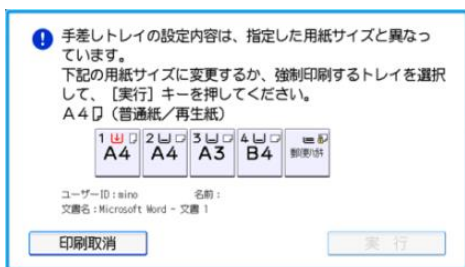 手差しトレイの設定内容は、指定した用紙サイズと異なっ
ています。
下記の用紙サイズに変更するか、強制印刷するトレイを選択
して、［実行］キーを押してください。
A4（普通紙／再生紙）
1 2 3 4
A4 A4 A3 B4 郵便ﾊｶﾞｷ
ユーザーID：mino 名前：
文書名：Microsoft Word - 文書 1
印刷取消 実 行